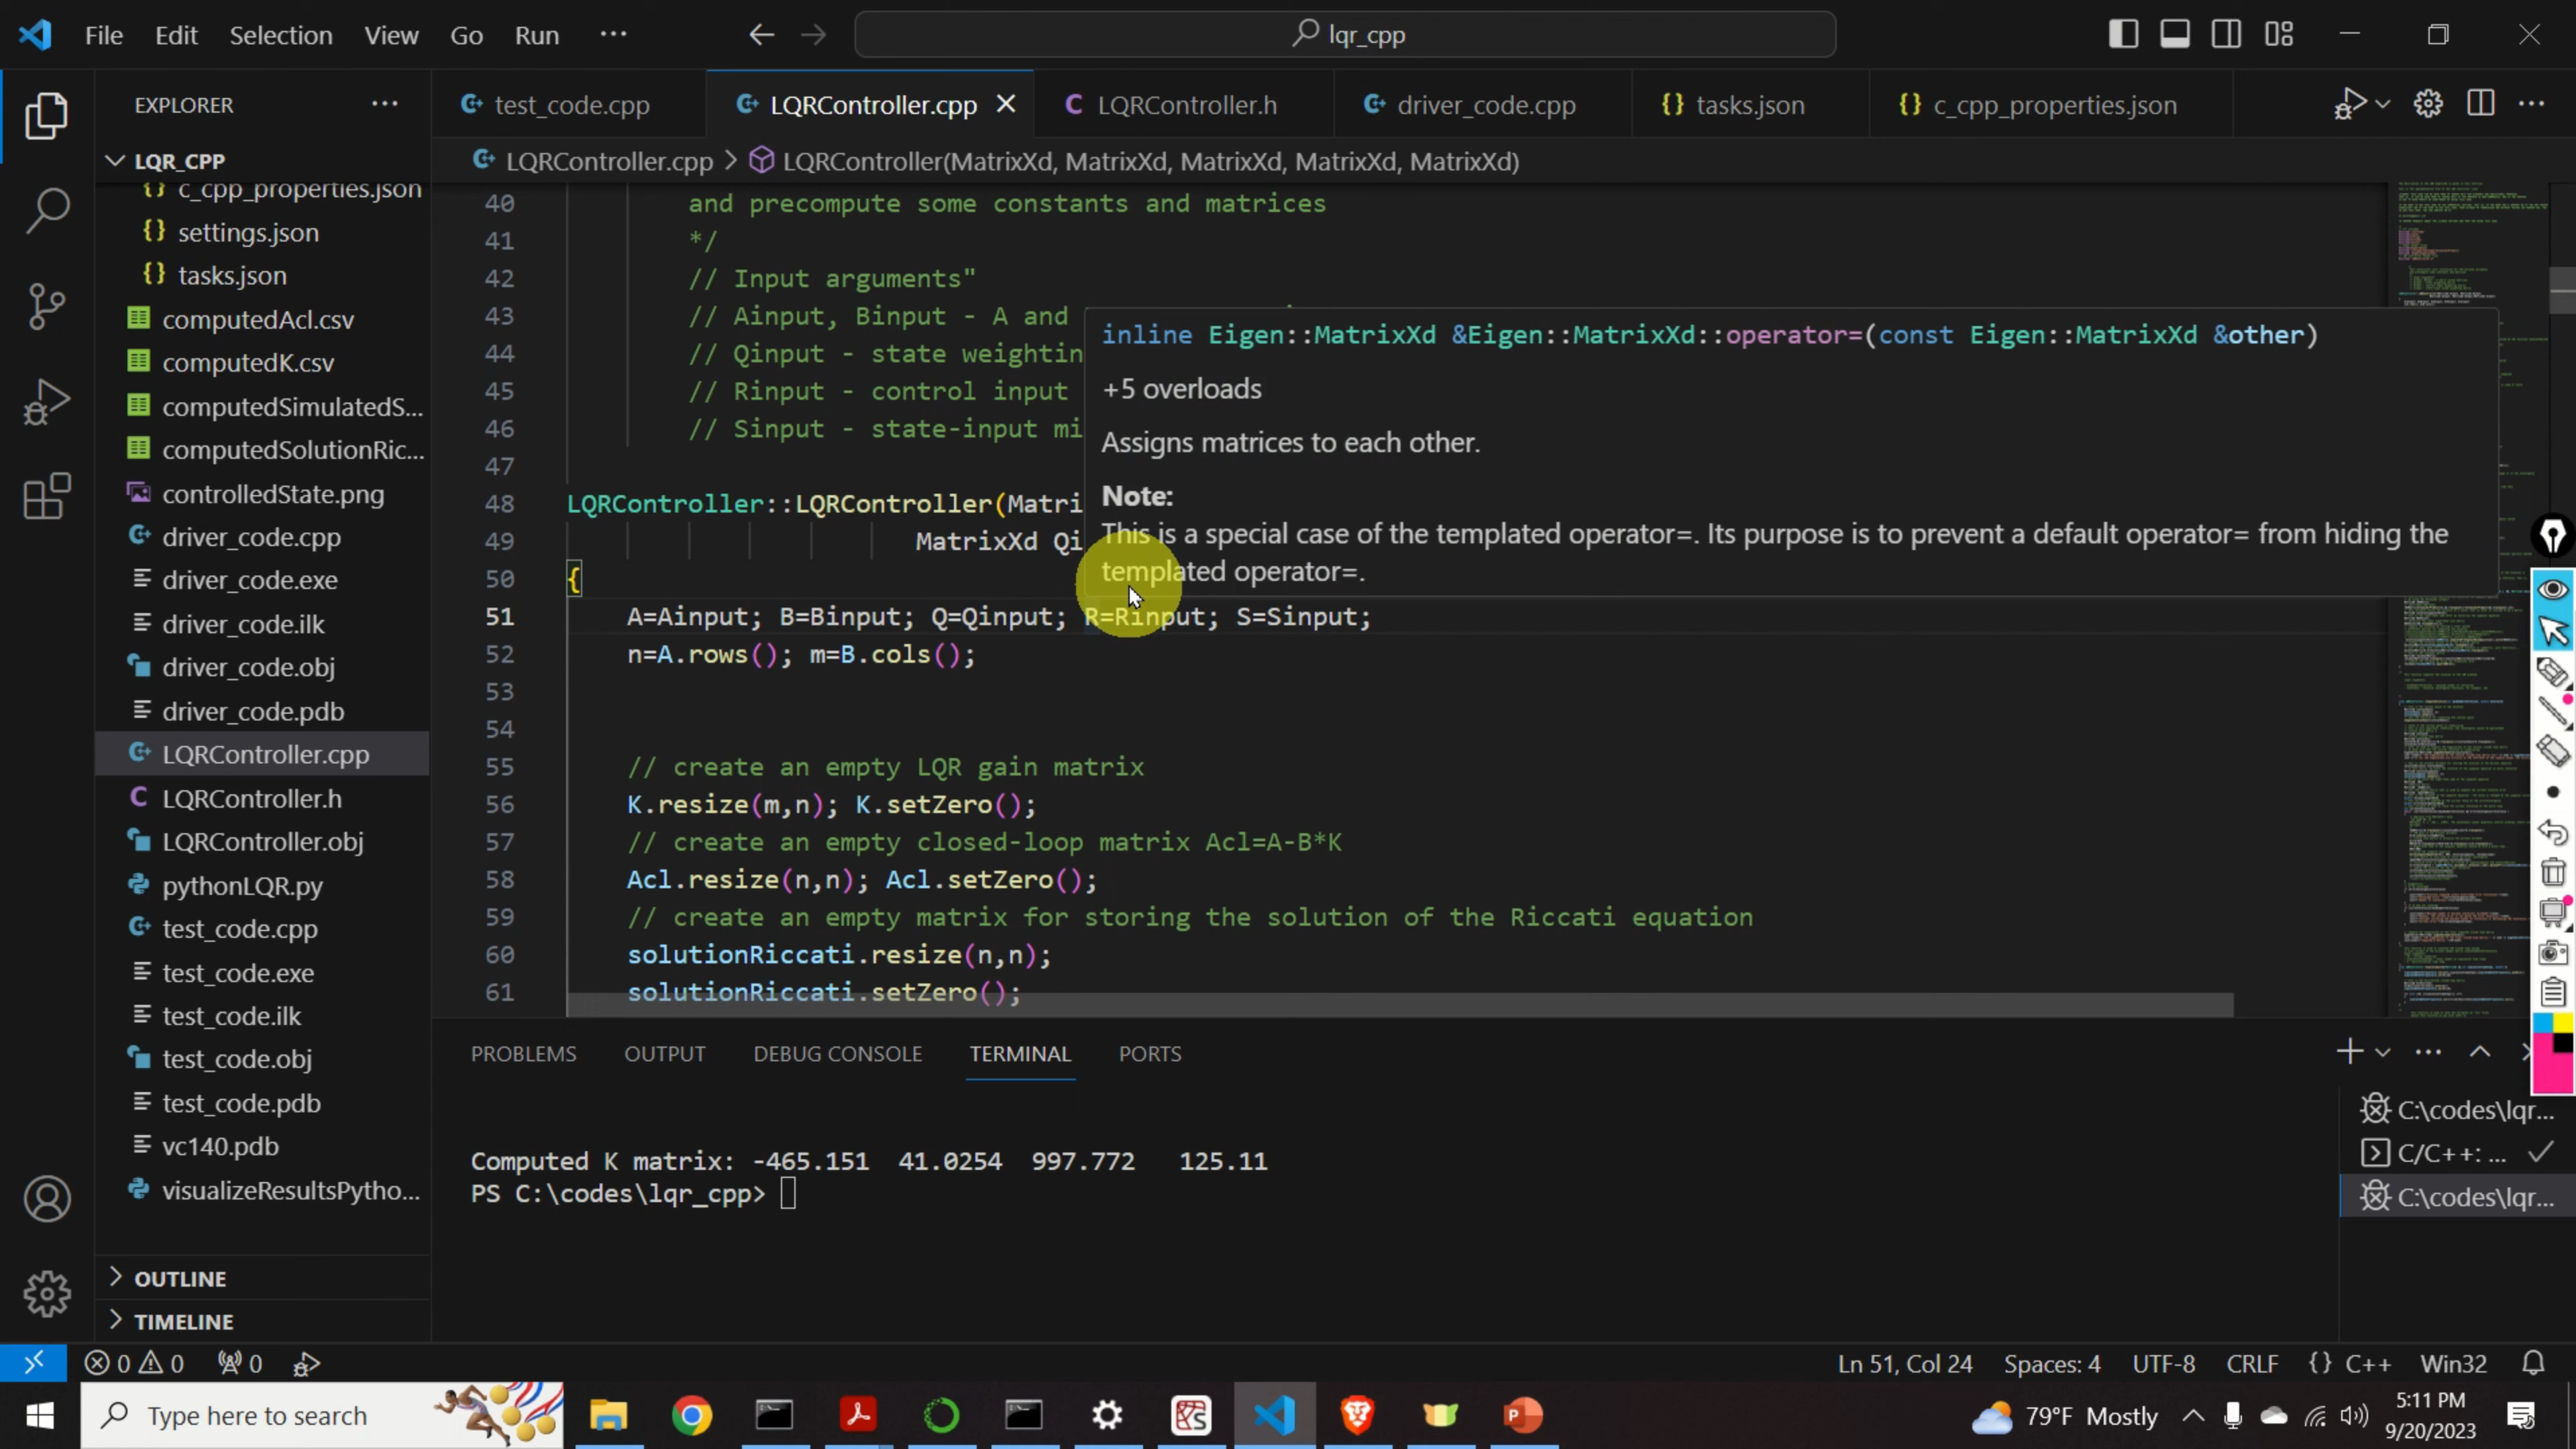 File Edit Selection View Go Run ···
lqr_cpp
EXPLORER ···
test_code.cpp
LQRController.cpp
LQRController.h
driver_code.cpp
tasks.json
c_cpp_properties.json
LQRController.cpp > LQRController(MatrixXd, MatrixXd, MatrixXd, MatrixXd, MatrixXd)
LQR_CPP
c_cpp_properties.json
settings.json
tasks.json
computedAcl.csv
computedK.csv
computedSimulatedS...
computedSolutionRic...
controlledState.png
driver_code.cpp
driver_code.exe
driver_code.ilk
driver_code.obj
driver_code.pdb
LQRController.cpp
LQRController.h
LQRController.obj
pythonLQR.py
test_code.cpp
test_code.exe
test_code.ilk
test_code.obj
test_code.pdb
vc140.pdb
visualizeResultsPytho...
OUTLINE
TIMELINE
40 and precompute some constants and matrices
41 */
42 // Input arguments"
43 // Ainput, Binput - A and
44 // Qinput - state weightin
45 // Rinput - control input
46 // Sinput - state-input mi
47
48 LQRController::LQRController(Matri
49 MatrixXd Qi
50 {
51 A=Ainput; B=Binput; Q=Qinput; R=Rinput; S=Sinput;
52 n=A.rows(); m=B.cols();
53
54
55 // create an empty LQR gain matrix
56 K.resize(m,n); K.setZero();
57 // create an empty closed-loop matrix Acl=A-B*K
58 Acl.resize(n,n); Acl.setZero();
59 // create an empty matrix for storing the solution of the Riccati equation
60 solutionRiccati.resize(n,n);
61 solutionRiccati.setZero();
inline Eigen::MatrixXd &Eigen::MatrixXd::operator=(const Eigen::MatrixXd &other)
+5 overloads
Assigns matrices to each other.
Note:
This is a special case of the templated operator=. Its purpose is to prevent a default operator= from hiding the
templated operator=.
PROBLEMS OUTPUT DEBUG CONSOLE TERMINAL PORTS
Computed K matrix: -465.151 41.0254 997.772 125.11
PS C:\codes\lqr_cpp>
C:\codes\lqr...
C/C++: ...
C:\codes\lqr...
0 0 0
Ln 51, Col 24 Spaces: 4 UTF-8 CRLF {} C++ Win32
Type here to search
79°F Mostly
5:11 PM
9/20/2023